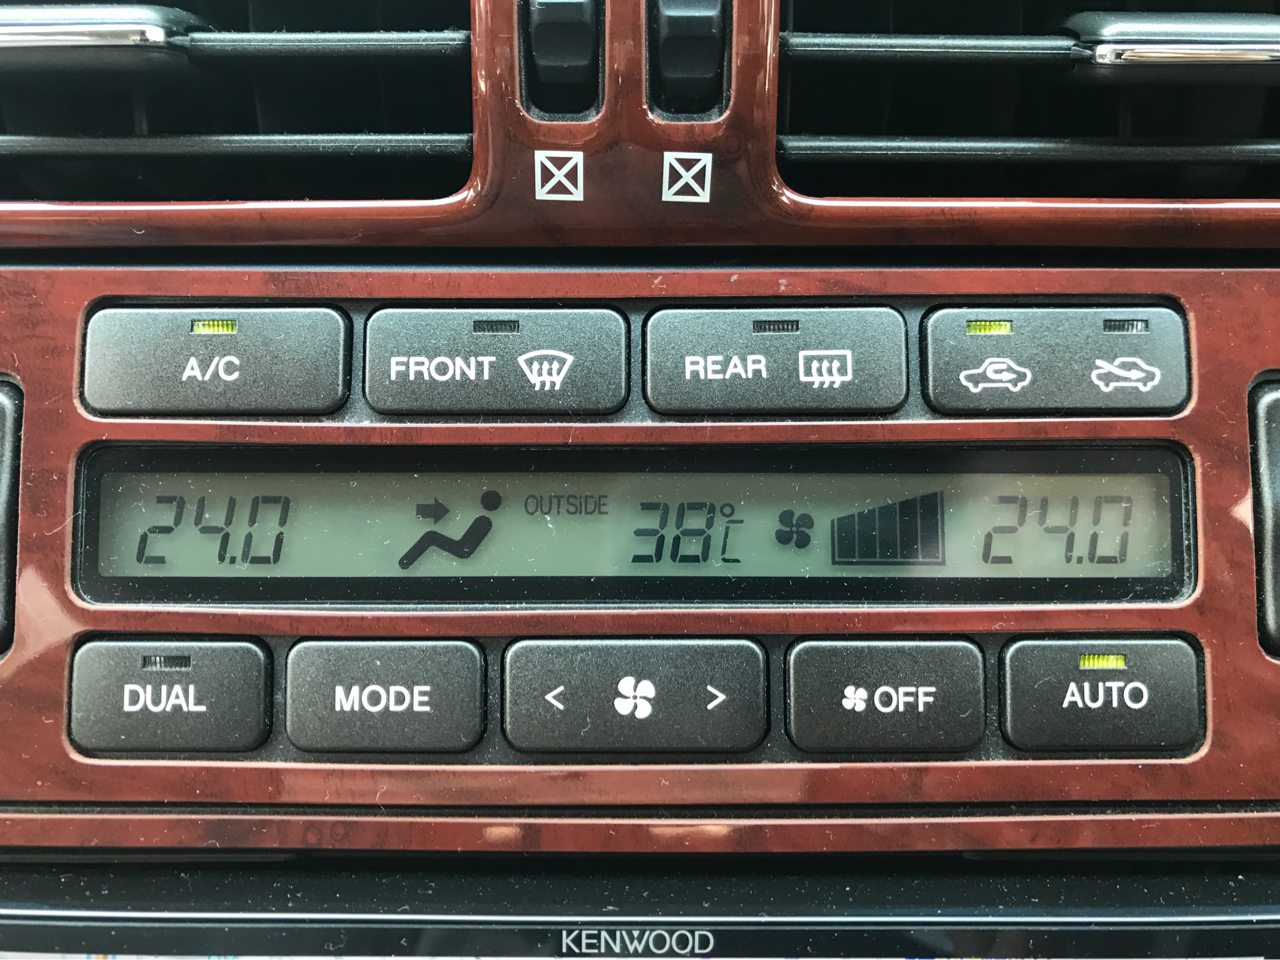 A/C
FRONT
REAR
24.0
OUTSIDE
38°C
24.0
DUAL
MODE
< >
OFF
AUTO
KENWOOD